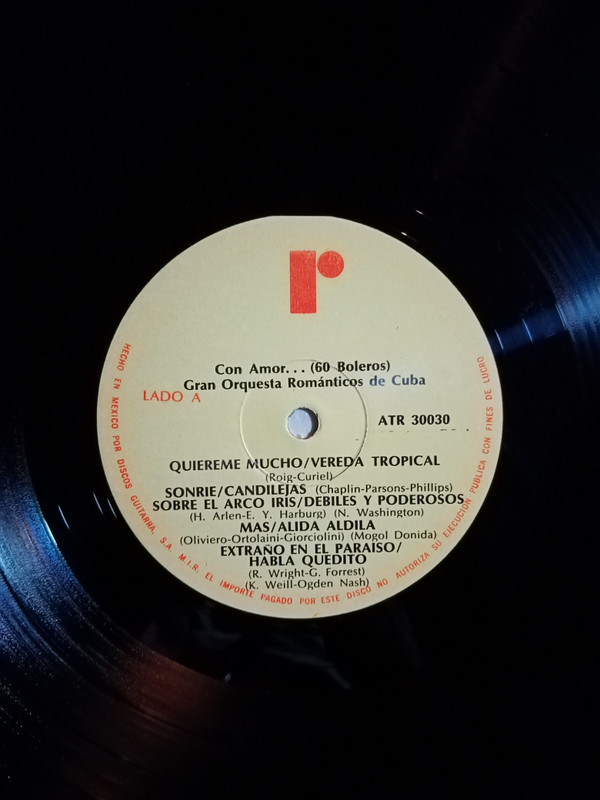 r
Con Amor... (60 Boleros)
Gran Orquesta Románticos de Cuba
LADO A
ATR 30030
QUIEREME MUCHO/VEREDA TROPICAL
(Roig-Curiel)
SONRIE/CANDILEJAS (Chaplin-Parsons-Phillips)
SOBRE EL ARCO IRIS/DEBILES Y PODEROSOS
(H. Arlen-E. Y. Harburg) (N. Washington)
MAS/ALIDA ALDILA
(Oliviero-Ortolaini-Giorciolini) (Mogol Donida)
EXTRAÑO EN EL PARAISO/
HABLA QUEDITO
(R. Wright-G. Forrest)
(K. Weill-Ogden Nash)
HECHO EN MEXICO POR DISCOS GUITARRA, S.A. M.I.R. EL IMPORTE PAGADO POR ESTE DISCO NO AUTORIZA SU EJECUCION PUBLICA CON FINES DE LUCRO